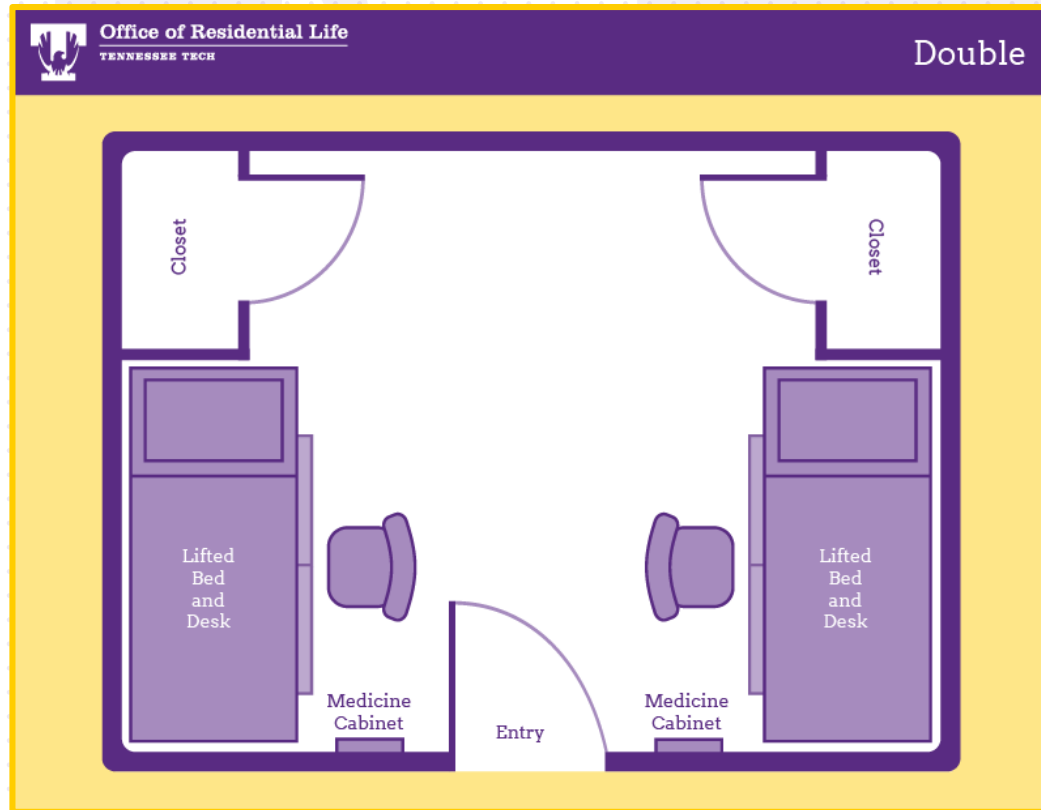 Office of Residential Life
TENNESSEE TECH
Double
Closet
Closet
Lifted
Bed
and
Desk
Lifted
Bed
and
Desk
Medicine
Cabinet
Entry
Medicine
Cabinet